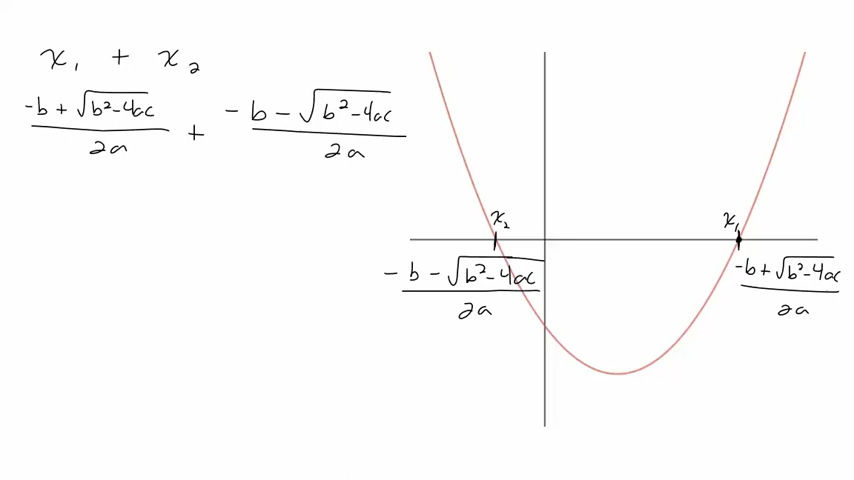 x₁ + x₂
-b + √b²-4ac
2a
+
-b - √b²-4ac
2a
x₂
-b - √b²-4ac
2a
x₁
-b + √b²-4ac
2a